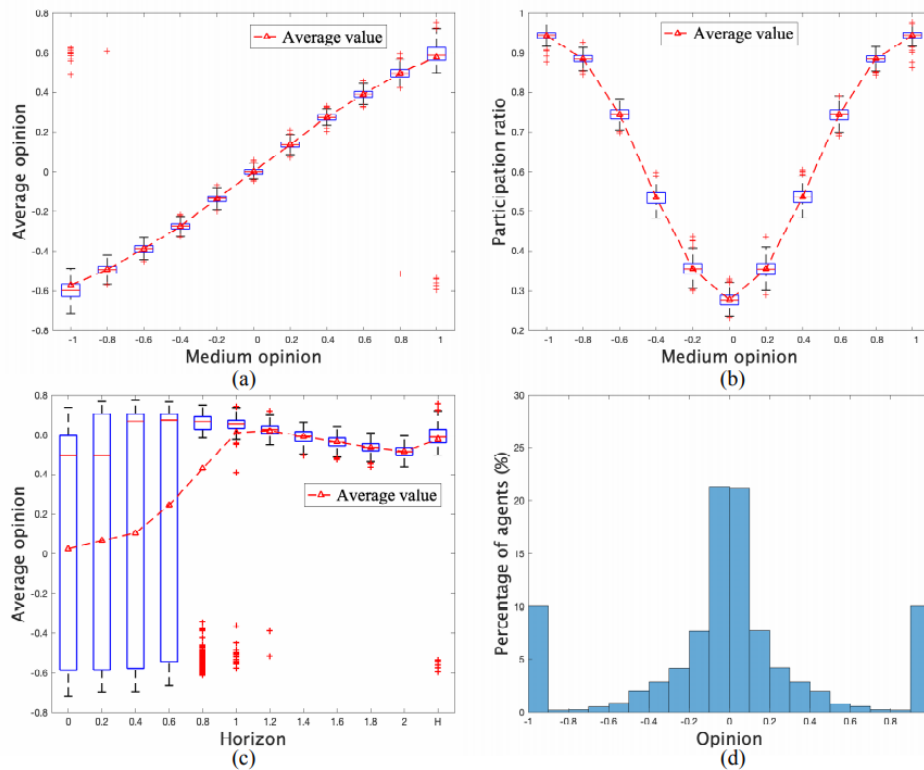 0.8
0.6
0.4
0.2
0
-0.2
-0.4
-0.6
-0.8
Average opinion
Average value
-1 -0.8 -0.6 -0.4 -0.2 0 0.2 0.4 0.6 0.8 1
Medium opinion
(a)
1
0.9
0.8
0.7
0.6
0.5
0.4
0.3
0.2
Participation ratio
Average value
-1 -0.8 -0.6 -0.4 -0.2 0 0.2 0.4 0.6 0.8 1
Medium opinion
(b)
0.8
0.6
0.4
0.2
0
-0.2
-0.4
-0.6
-0.8
Average opinion
Average value
0 0.2 0.4 0.6 0.8 1 1.2 1.4 1.6 1.8 2 H
Horizon
(c)
30
25
20
15
10
5
0
Percentage of agents (%)
-1 -0.8 -0.6 -0.4 -0.2 0.0 0.2 0.4 0.6 0.8 1
Opinion
(d)